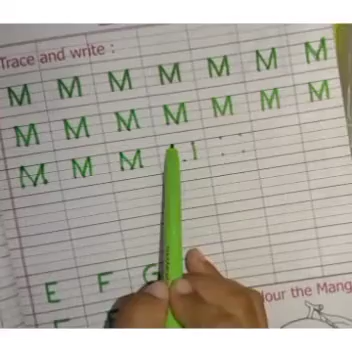 Trace and write :
M M M M M M M
M M M M M M M
M M M
E F G
our the Mang